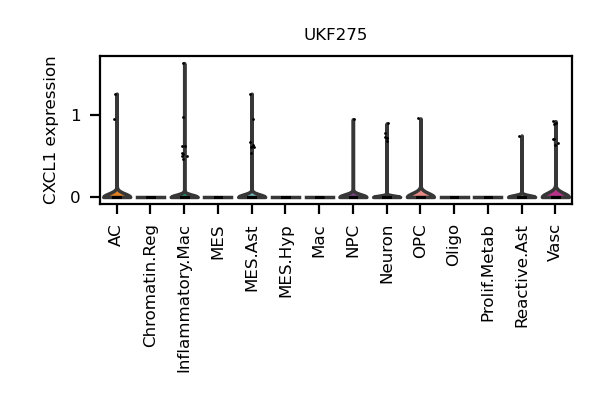 UKF275
CXCL1 expression
1
0
AC
Chromatin.Reg
Inflammatory.Mac
MES
MES.Ast
MES.Hyp
Mac
NPC
Neuron
OPC
Oligo
Prolif.Metab
Reactive.Ast
Vasc